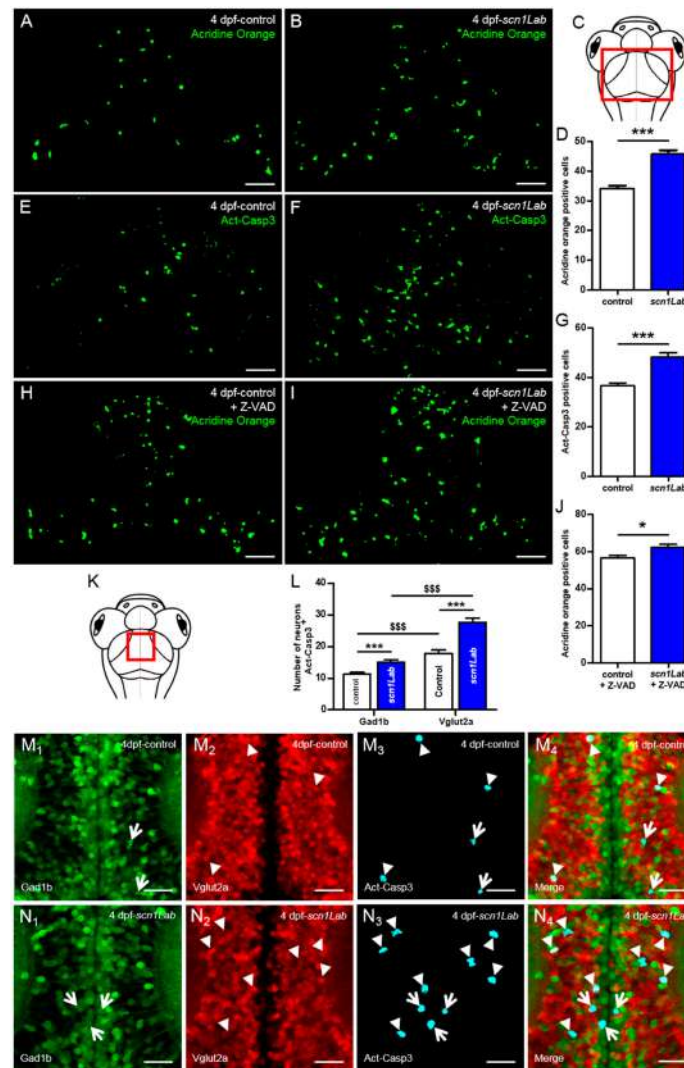 A
4 dpf-control
Acridine Orange
B
4 dpf-scn1Lab
Acridine Orange
C
D
***
Acridine orange positive cells
50
40
30
20
10
0
control
scn1Lab
E
4 dpf-control
Act-Casp3
F
4 dpf-scn1Lab
Act-Casp3
G
***
Act-Casp3 positive cells
60
40
20
0
control
scn1Lab
H
4 dpf-control
+ Z-VAD
Acridine Orange
I
4 dpf-scn1Lab
+ Z-VAD
Acridine Orange
J
*
Acridine orange positive cells
80
60
40
20
0
control
+ Z-VAD
scn1Lab
+ Z-VAD
K
L
Number of neurons
Act-Casp3 +
40
30
20
10
0
$$$
$$$
***
***
control
scn1Lab
Control
scn1Lab
Gad1b
Vglut2a
M1
4dpf-control
Gad1b
M2
4dpf-control
Vglut2a
M3
4dpf-control
Act-Casp3
M4
4dpf-control
Merge
N1
4 dpf-scn1Lab
Gad1b
N2
4 dpf-scn1Lab
Vglut2a
N3
4 dpf-scn1Lab
Act-Casp3
N4
4 dpf-scn1Lab
Merge